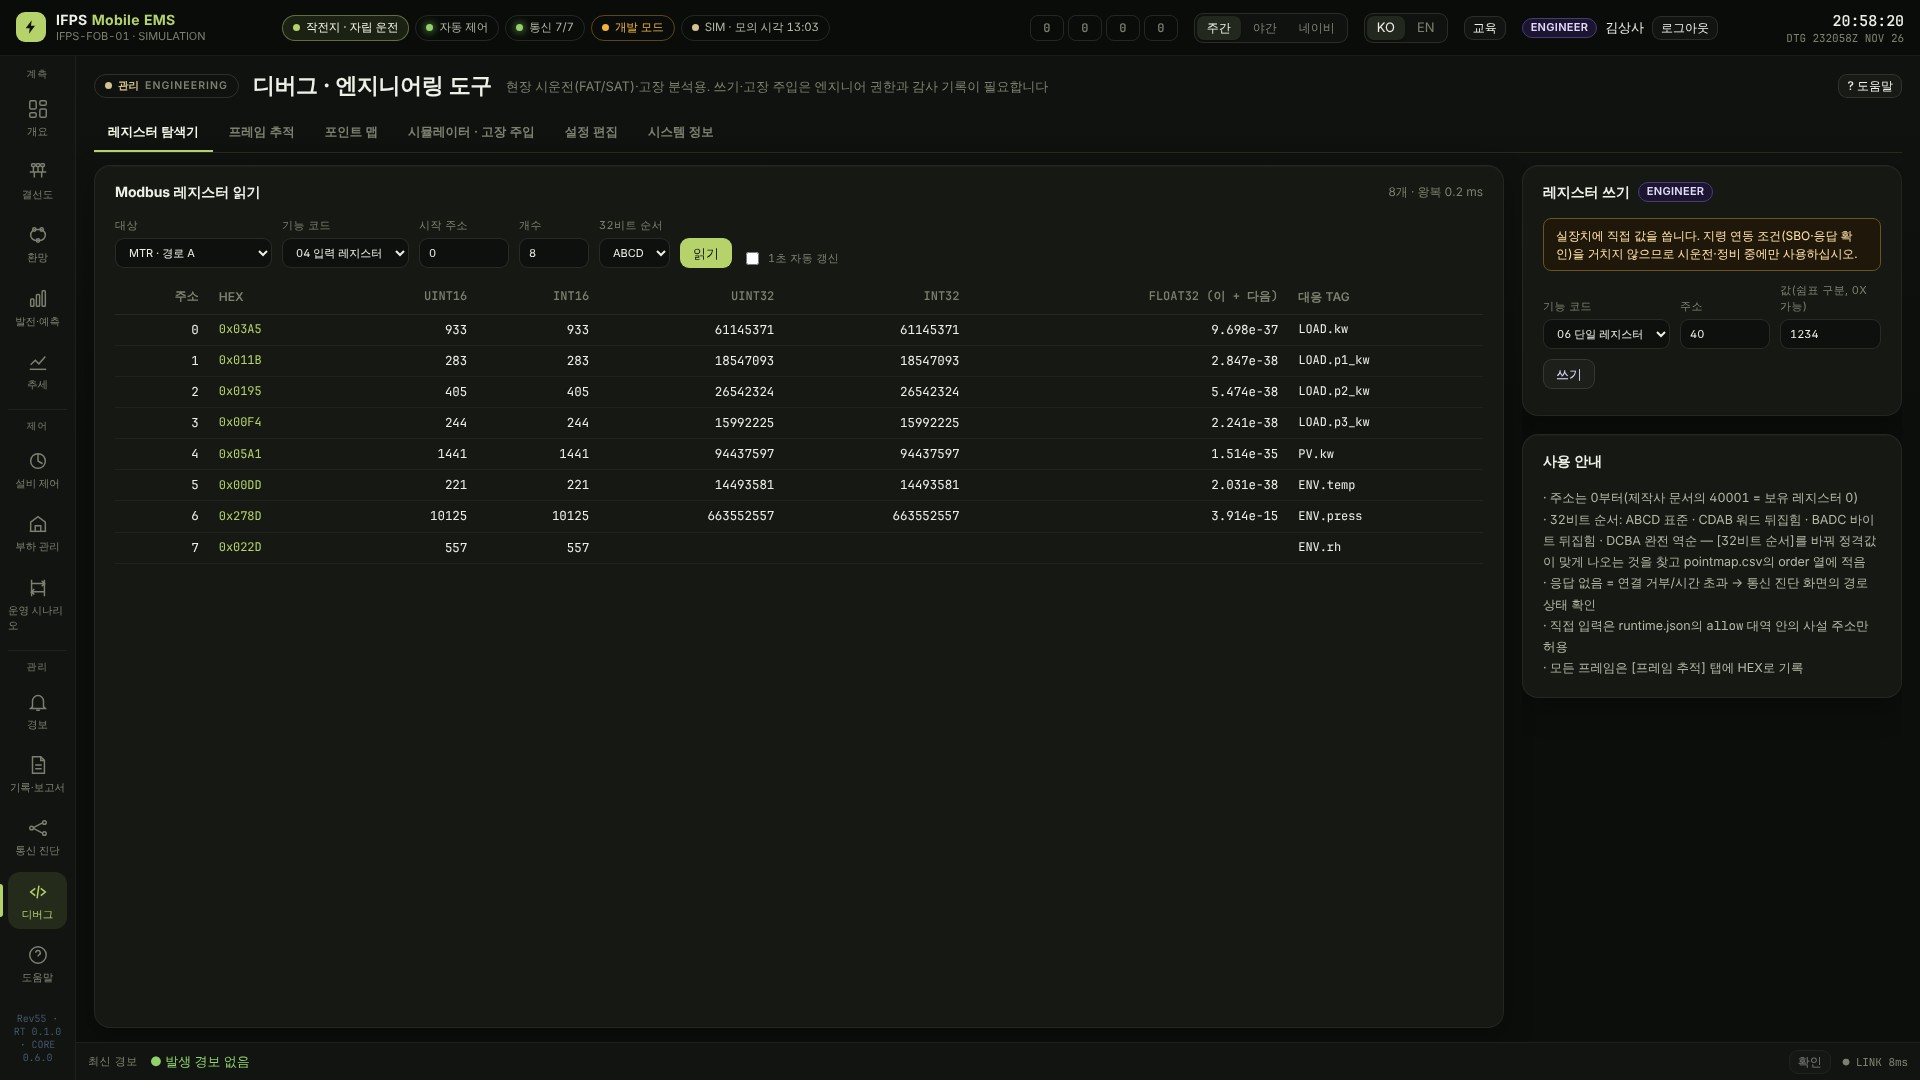 IFPS Mobile EMS
IFPS-FOB-01 · SIMULATION
작전지 · 자립 운전
자동 제어
통신 7/7
개발 모드
SIM · 모의 시각 13:03
0 0 0 0
주간 야간 네이비
KO EN
교육
ENGINEER 김상사 로그아웃
20:58:20
DTG 232058Z NOV 26
계측
개요
결선도
환망
발전·예측
추세
제어
설비 제어
부하 관리
운영 시나리
오
관리
경보
기록·보고서
통신 진단
디버그
도움말
Rev55 ·
RT 0.1.0
· CORE
0.6.0
관리 ENGINEERING
디버그 · 엔지니어링 도구
현장 시운전(FAT/SAT)·고장 분석용. 쓰기·고장 주입은 엔지니어 권한과 감사 기록이 필요합니다
? 도움말
레지스터 탐색기 프레임 추적 포인트 맵 시뮬레이터 · 고장 주입 설정 편집 시스템 정보
Modbus 레지스터 읽기
8개 · 왕복 0.2 ms
대상 기능 코드 시작 주소 개수 32비트 순서
MTR · 경로 A 04 입력 레지스터 0 8 ABCD 읽기 1초 자동 갱신
주소 HEX UINT16 INT16 UINT32 INT32 FLOAT32 (이 + 다음) 대응 TAG
0 0x03A5 933 933 61145371 61145371 9.698e-37 LOAD.kw
1 0x011B 283 283 18547093 18547093 2.847e-38 LOAD.p1_kw
2 0x0195 405 405 26542324 26542324 5.474e-38 LOAD.p2_kw
3 0x00F4 244 244 15992225 15992225 2.241e-38 LOAD.p3_kw
4 0x05A1 1441 1441 94437597 94437597 1.514e-35 PV.kw
5 0x00DD 221 221 14493581 14493581 2.031e-38 ENV.temp
6 0x278D 10125 10125 663552557 663552557 3.914e-15 ENV.press
7 0x022D 557 557 ENV.rh
레지스터 쓰기 ENGINEER
실장치에 직접 값을 씁니다. 지령 연동 조건(SBO·응답 확
인)을 거치지 않으므로 시운전·정비 중에만 사용하십시오.
기능 코드 주소 값(쉼표 구분, 0X
가능)
06 단일 레지스터 40 1234
쓰기
사용 안내
· 주소는 0부터(제작사 문서의 40001 = 보유 레지스터 0)
· 32비트 순서: ABCD 표준 · CDAB 워드 뒤집힘 · BADC 바이
트 뒤집힘 · DCBA 완전 역순 — [32비트 순서]를 바꿔 정격값
이 맞게 나오는 것을 찾고 pointmap.csv의 order 열에 적음
· 응답 없음 = 연결 거부/시간 초과 → 통신 진단 화면의 경로
상태 확인
· 직접 입력은 runtime.json의 allow 대역 안의 사설 주소만
허용
· 모든 프레임은 [프레임 추적] 탭에 HEX로 기록
최신 경보 발생 경보 없음
확인 LINK 8ms